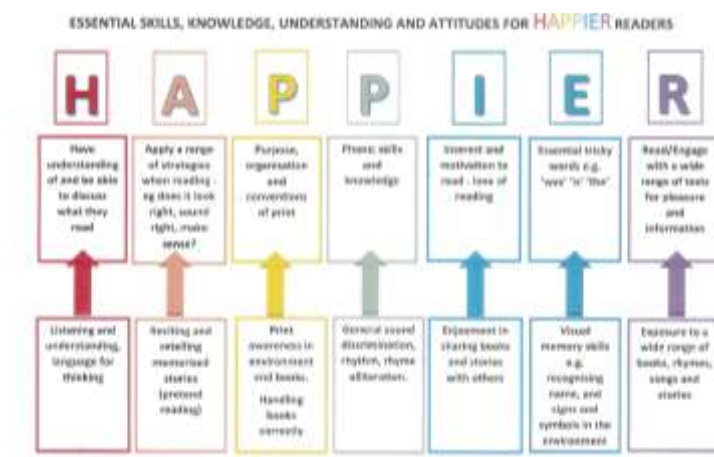 ESSENTIAL SKILLS, KNOWLEDGE, UNDERSTANDING AND ATTITUDES FOR HAPPIER READERS
H A P P I E R
Have
understanding
of and be able
to discuss
what they
read
Apply a range
of strategies
when reading -
eg does it look
right, sound
right, make
sense?
Purpose,
organisation
and
conventions
of print
Phonic skills
and
knowledge
Interest and
motivation to
read - love of
reading
Essential tricky
words e.g.
'was' 'is' 'the'
Read/Engage
with a wide
range of texts
for pleasure
and
information
Listening and
understanding,
language for
thinking
Reciting and
retelling
memorised
stories
(pretend
reading)
Print
awareness in
environment
and books.
Handling
books
correctly
General sound
discrimination,
rhythm, rhyme
alliteration.
Enjoyment in
sharing books
and stories
with others
Visual
memory skills
e.g.
recognising
name, and
signs and
symbols in the
environment
Exposure to a
wide range of
books, rhymes,
songs and
stories